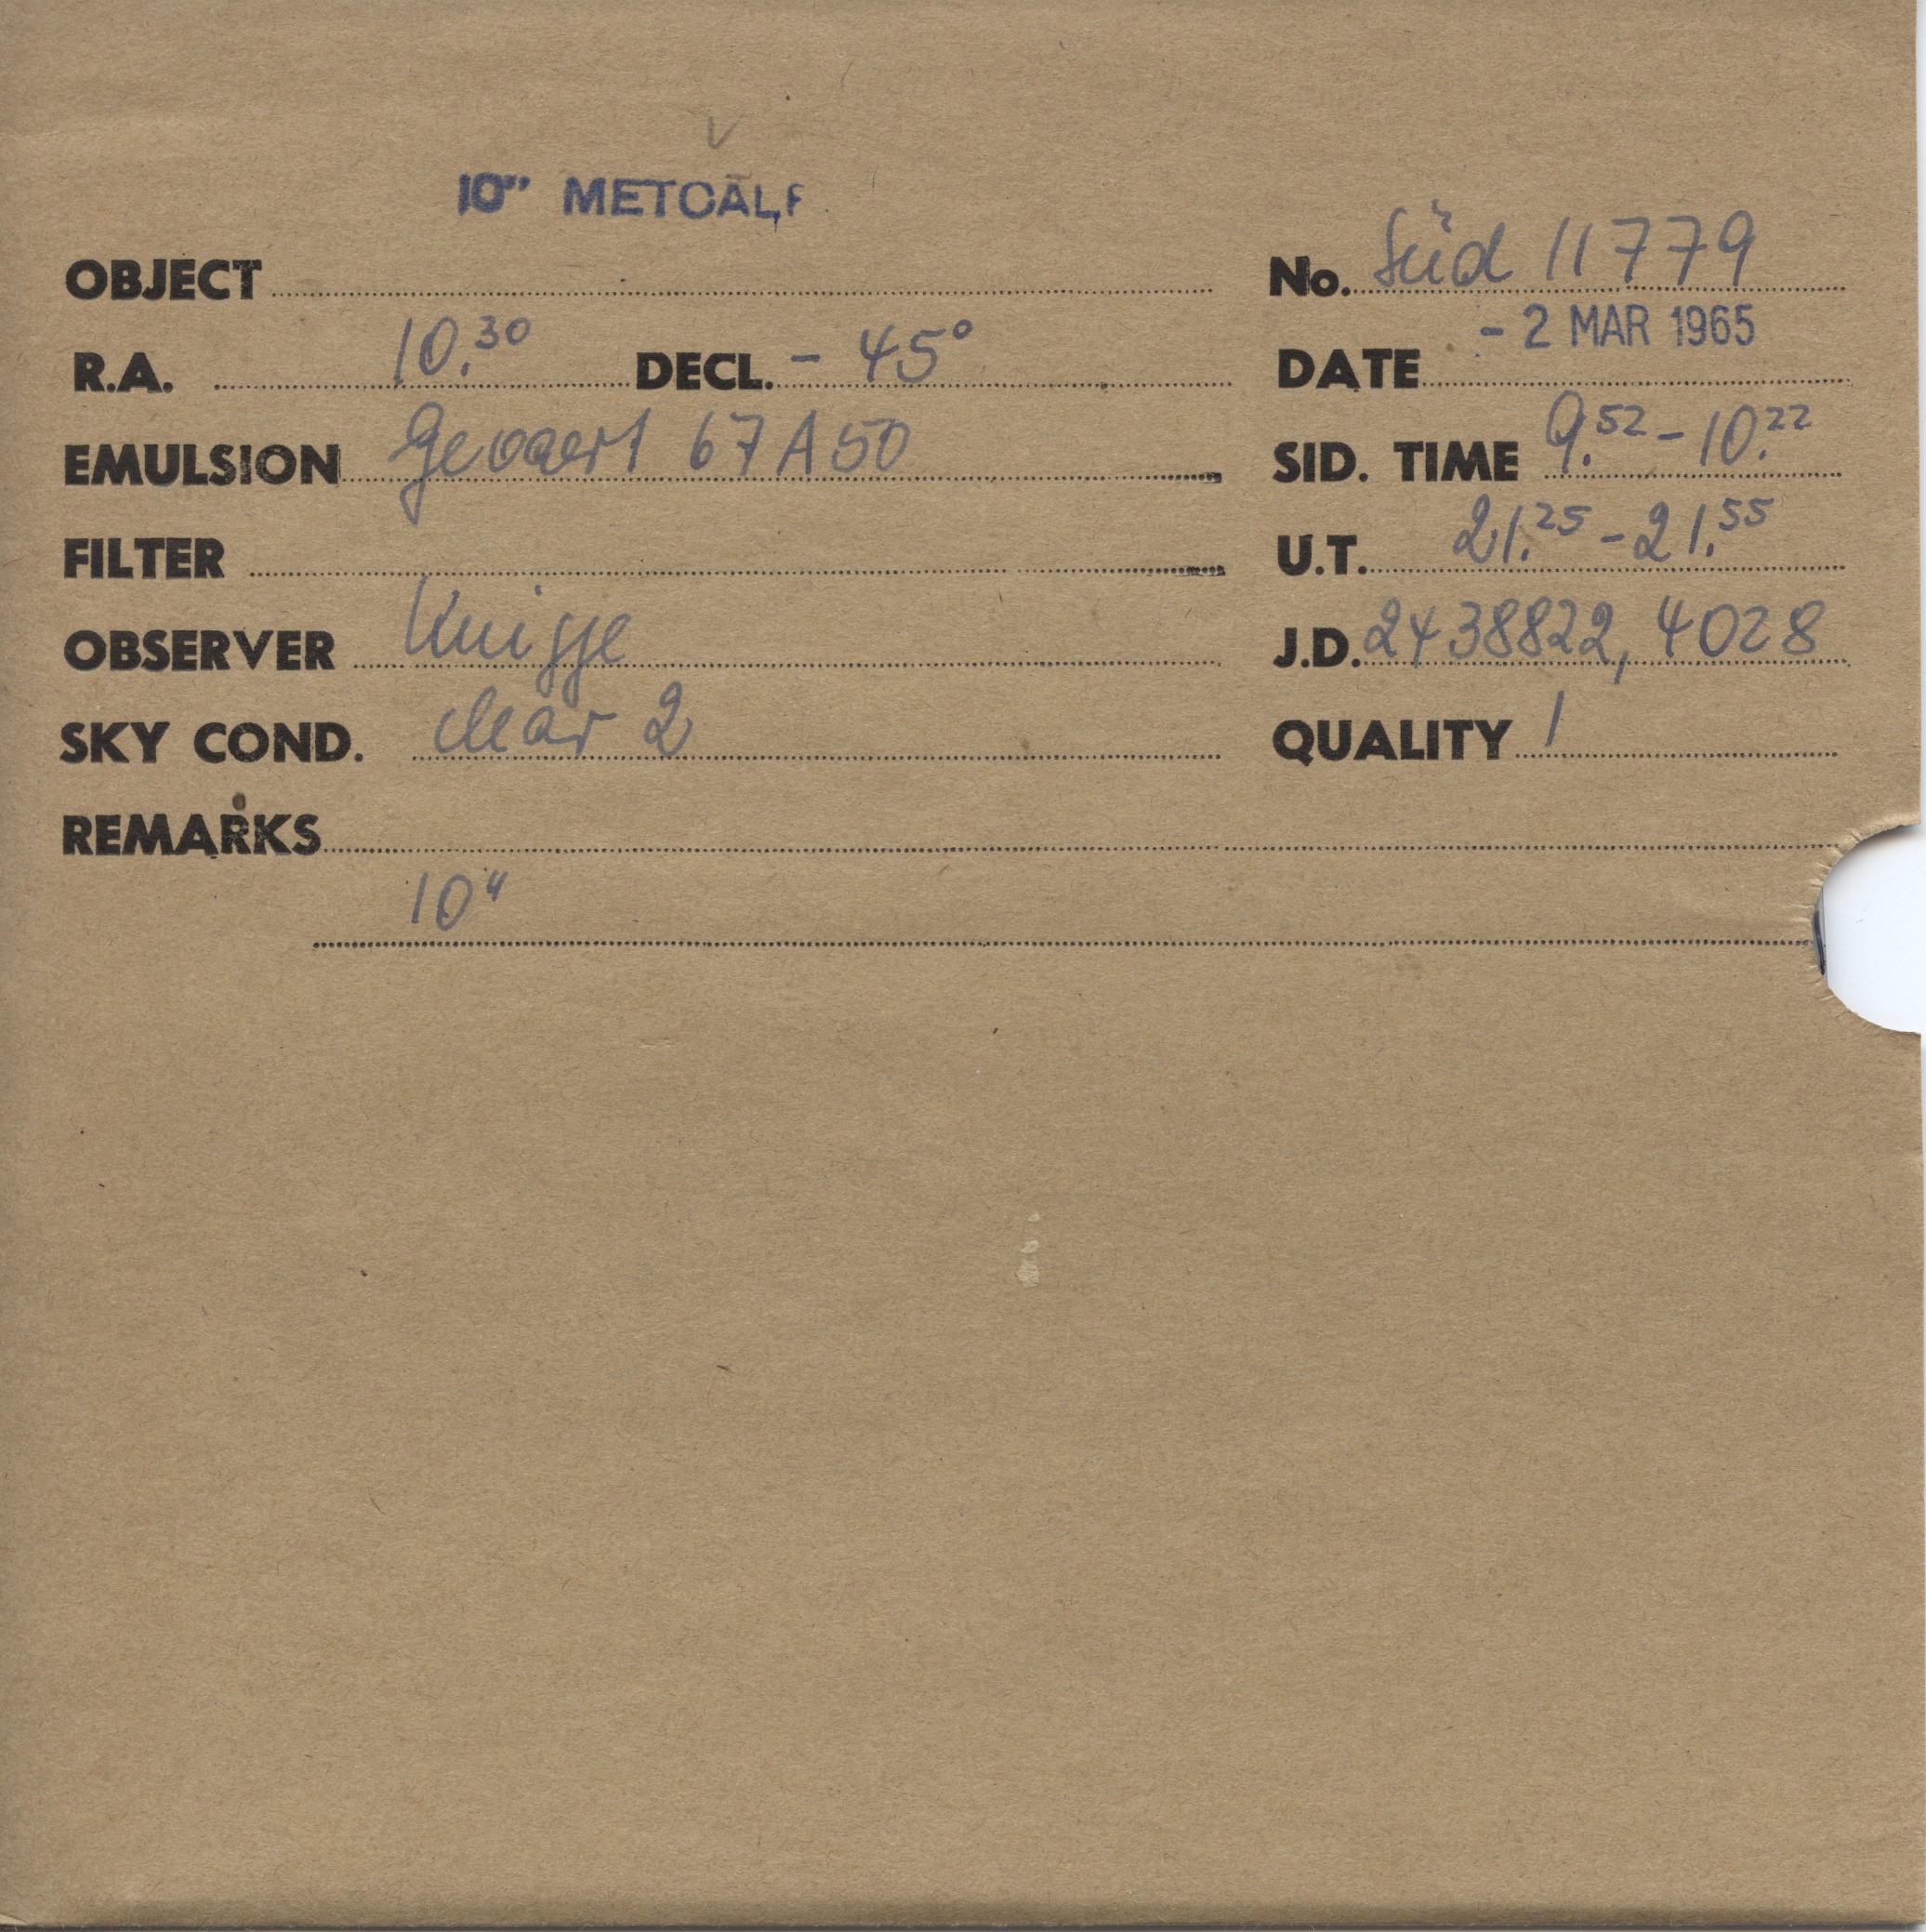 10" METCALF
OBJECT
No. Süd 11779
R.A. 10.30 DECL. - 45°
DATE - 2 MAR 1965
EMULSION Gevaert 67A50
SID. TIME 9.52 - 10.22
FILTER
U.T. 21.25 - 21.55
OBSERVER Knigge
J.D. 2438822,4028
SKY COND. clear 2
QUALITY 1
REMARKS
10"